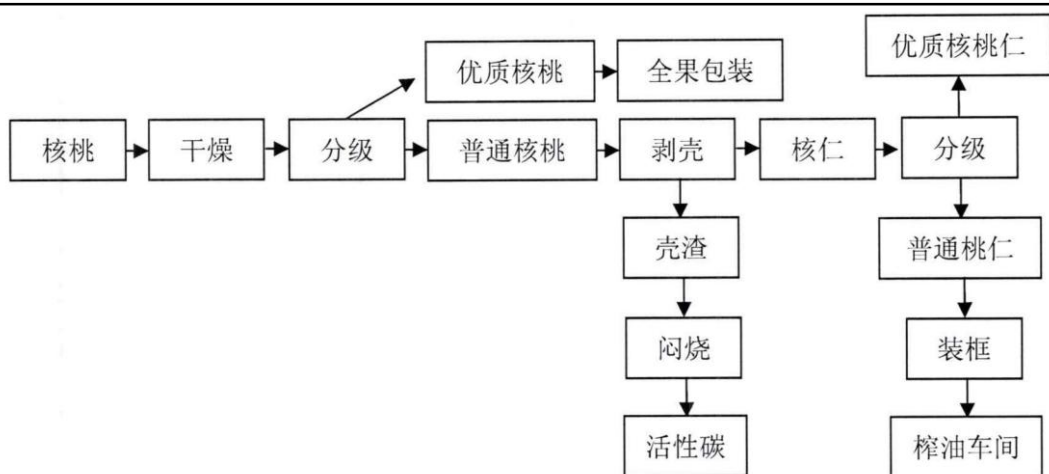 优质核桃仁
优质核桃
全果包装
核桃
干燥
分级
普通核桃
剥壳
核仁
分级
壳渣
普通桃仁
闷烧
装框
活性碳
榨油车间